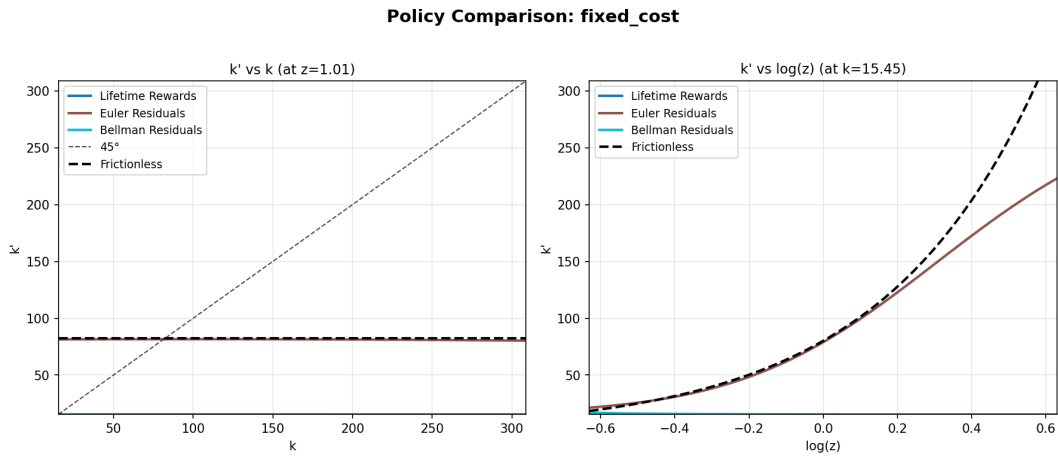 Policy Comparison: fixed_cost
k' vs k (at z=1.01)
Lifetime Rewards
Euler Residuals
Bellman Residuals
45°
Frictionless
k'
300
250
200
150
100
50
50
100
150
200
250
300
k
k' vs log(z) (at k=15.45)
Lifetime Rewards
Euler Residuals
Bellman Residuals
Frictionless
k'
300
250
200
150
100
50
−0.6
−0.4
−0.2
0.0
0.2
0.4
0.6
log(z)